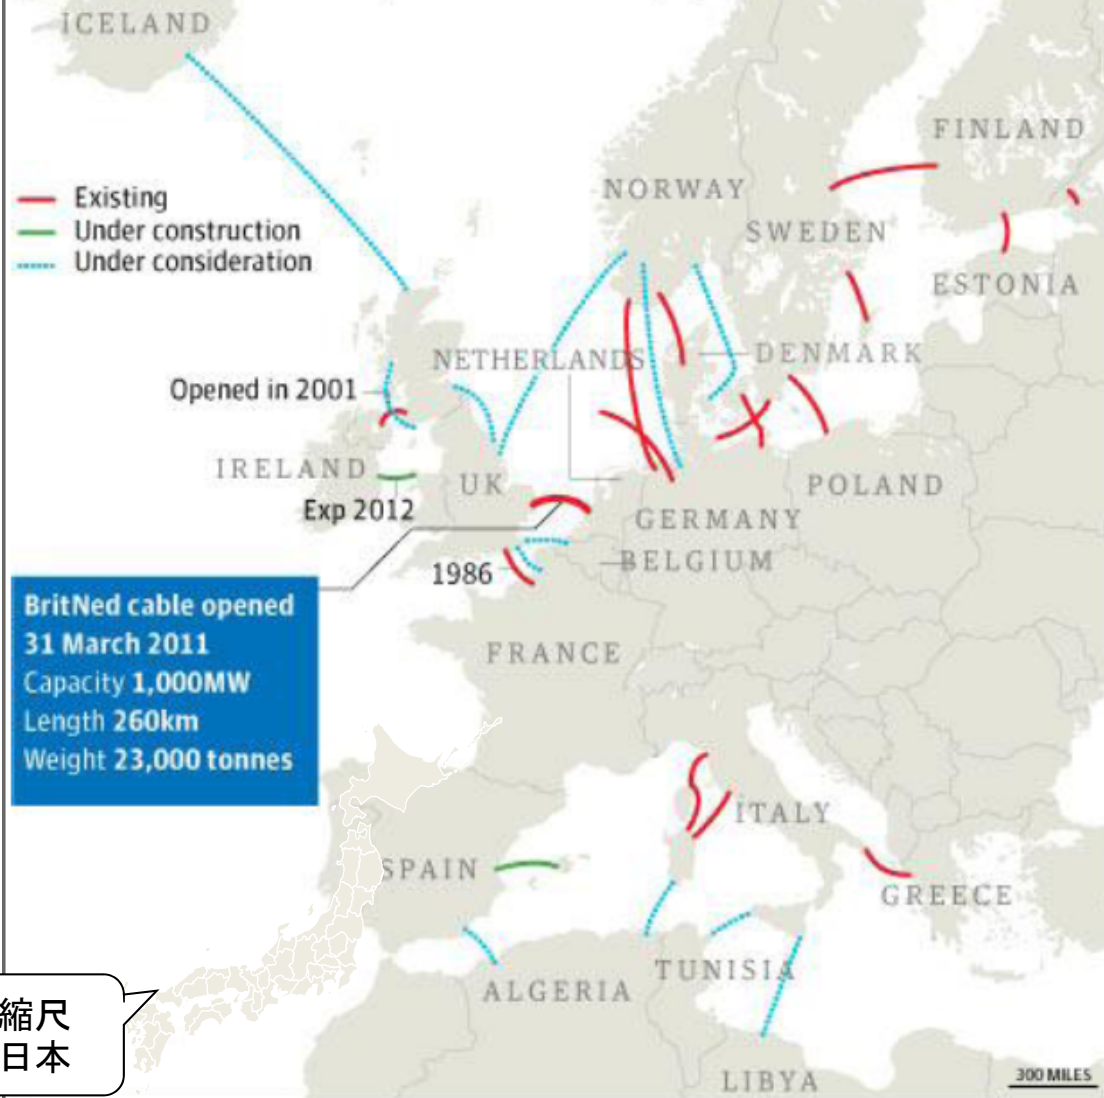 ICELAND
FINLAND
NORWAY
Existing
SWEDEN
Under construction
Under consideration
ESTONIA
NETHERLANDS
DENMARK
Opened in 2001
IRELAND
UK
POLAND
Exp 2012
GERMANY
BELGIUM
1986
BritNed cable opened
31 March 2011
Capacity 1,000MW
Length 260km
Weight 23,000 tonnes
FRANCE
ITALY
SPAIN
GREECE
TUNISIA
ALGERIA
縮尺
日本
300 MILES
LIBYA